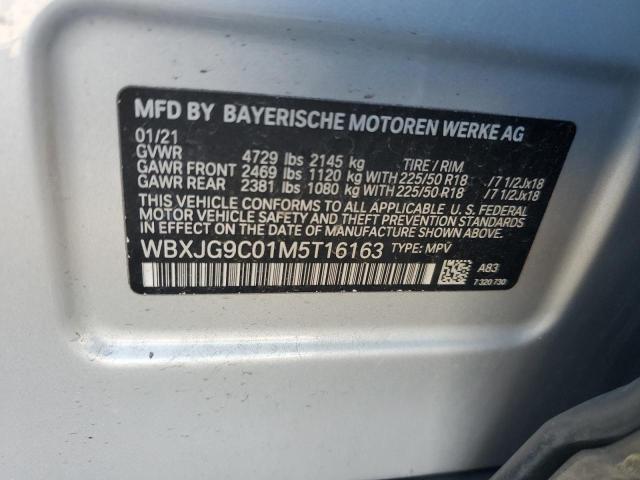 MFD BY BAYERISCHE MOTOREN WERKE AG
01/21
GVWR 4729 lbs 2145 kg TIRE / RIM
GAWR FRONT 2469 lbs 1120 kg WITH 225/50 R18 /7 1/2Jx18
GAWR REAR 2381 lbs 1080 kg WITH 225/50 R18 /7 1/2Jx18
THIS VEHICLE CONFORMS TO ALL APPLICABLE U. S. FEDERAL
MOTOR VEHICLE SAFETY AND THEFT PREVENTION STANDARDS
IN EFFECT ON THE DATE OF MANUFACTURE SHOWN ABOVE.
WBXJG9C01M5T16163 TYPE: MPV
A83
7 320 730